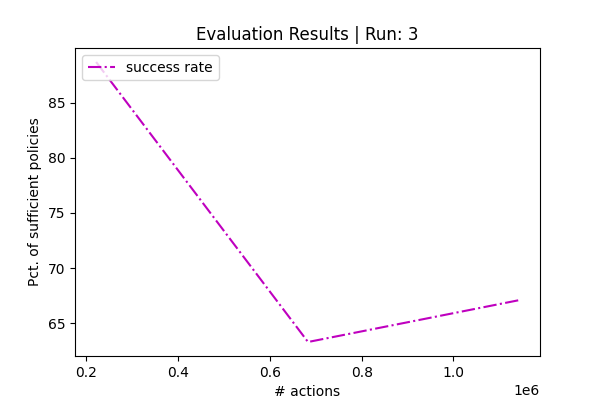 Evaluation Results | Run: 3
success rate
Pct. of sufficient policies
85
80
75
70
65
0.2 0.4 0.6 0.8 1.0
1e6
# actions